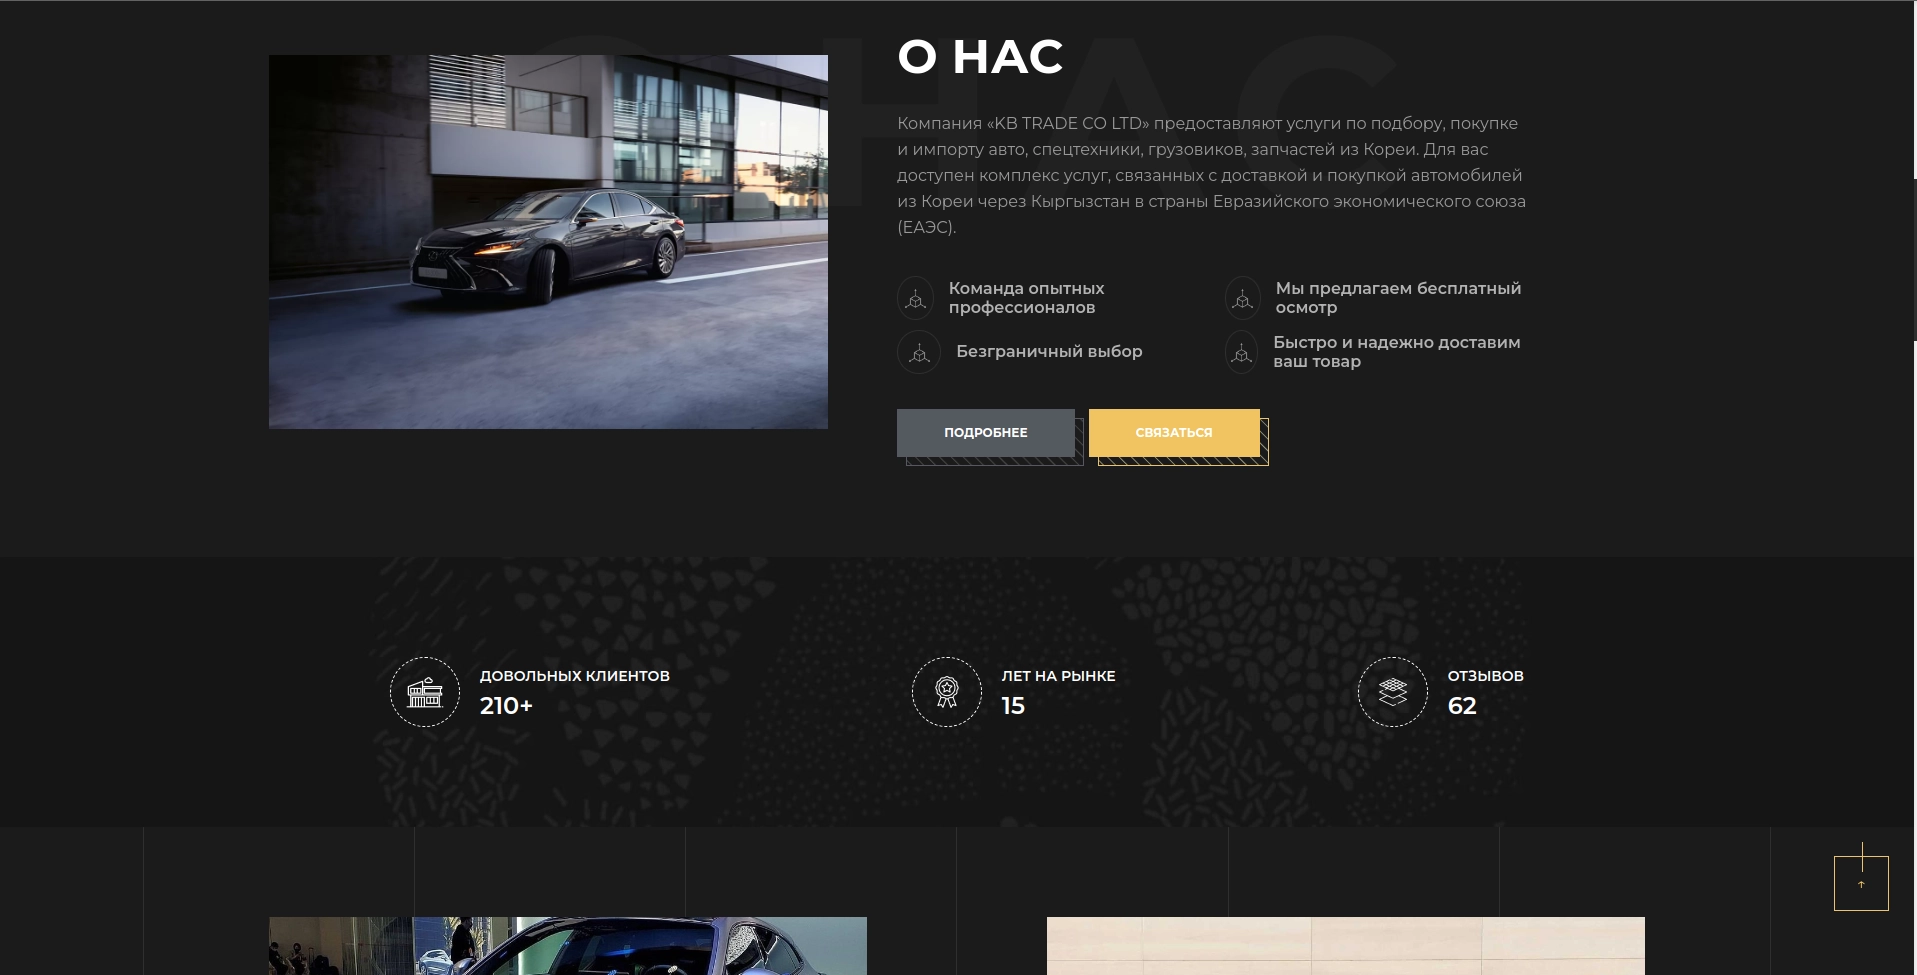 О НАС
Компания «KB TRADE CO LTD» предоставляют услуги по подбору, покупке
и импорту авто, спецтехники, грузовиков, запчастей из Кореи. Для вас
доступен комплекс услуг, связанных с доставкой и покупкой автомобилей
из Кореи через Кыргызстан в страны Евразийского экономического союза
(ЕАЭС).
Команда опытных
профессионалов
Мы предлагаем бесплатный
осмотр
Безграничный выбор
Быстро и надежно доставим
ваш товар
ПОДРОБНЕЕ
СВЯЗАТЬСЯ
ДОВОЛЬНЫХ КЛИЕНТОВ
210+
ЛЕТ НА РЫНКЕ
15
ОТЗЫВОВ
62